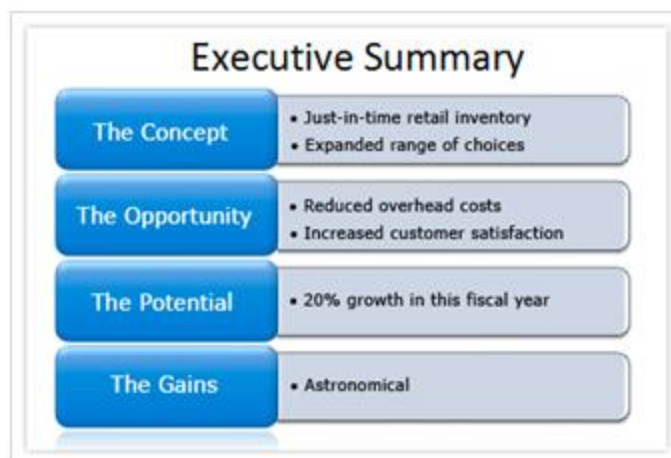 Executive Summary
The Concept
• Just-in-time retail inventory
• Expanded range of choices
The Opportunity
• Reduced overhead costs
• Increased customer satisfaction
The Potential
• 20% growth in this fiscal year
The Gains
• Astronomical